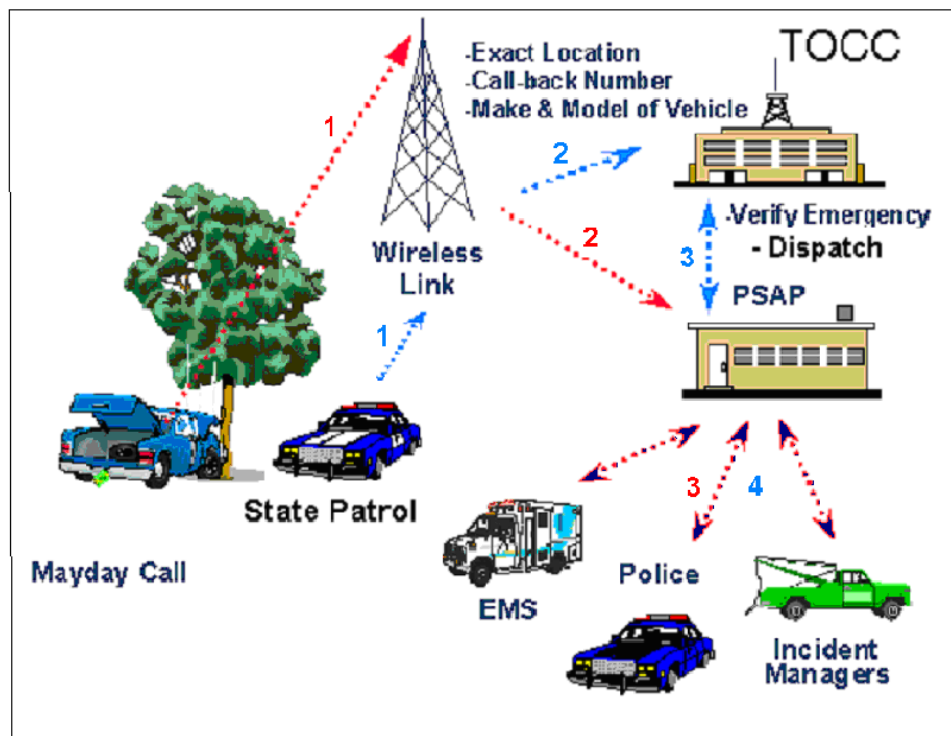 TOCC
-Exact Location
-Call-back Number
-Make & Model of Vehicle
1
2
2
Wireless
Link
3
-Verify Emergency
- Dispatch
PSAP
1
State Patrol
Mayday Call
3
4
EMS
Police
Incident
Managers